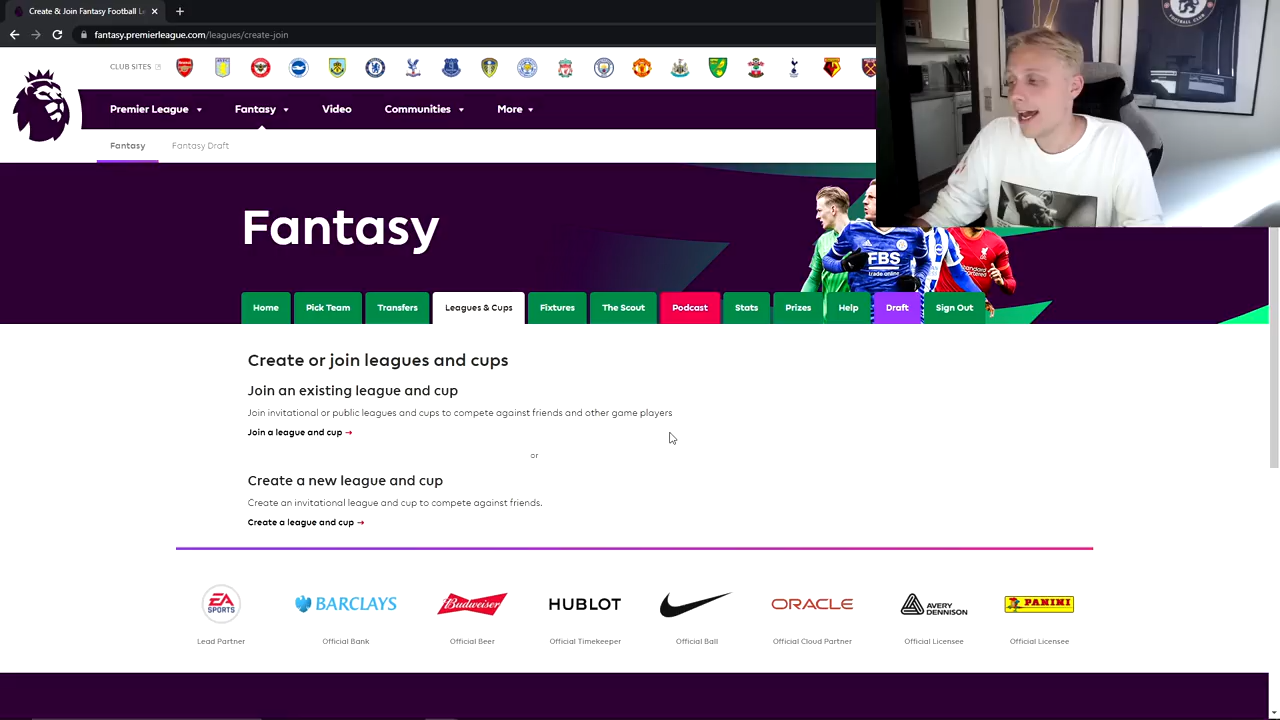 Create & Join Fantasy Football Le
fantasy.premierleague.com/leagues/create-join
CLUB SITES
Premier League
Fantasy
Video
Communities
More
Fantasy
Fantasy Draft
Fantasy
FBS
trade online
Standard
Chartered
Home
Pick Team
Transfers
Leagues & Cups
Fixtures
The Scout
Podcast
Stats
Prizes
Help
Draft
Sign Out
Create or join leagues and cups
Join an existing league and cup
Join invitational or public leagues and cups to compete against friends and other game players
Join a league and cup →
or
Create a new league and cup
Create an invitational league and cup to compete against friends.
Create a league and cup →
EA
SPORTS
BARCLAYS
Budweiser
HUBLOT
ORACLE
AVERY
DENNISON
PANINI
Lead Partner
Official Bank
Official Beer
Official Timekeeper
Official Ball
Official Cloud Partner
Official Licensee
Official Licensee